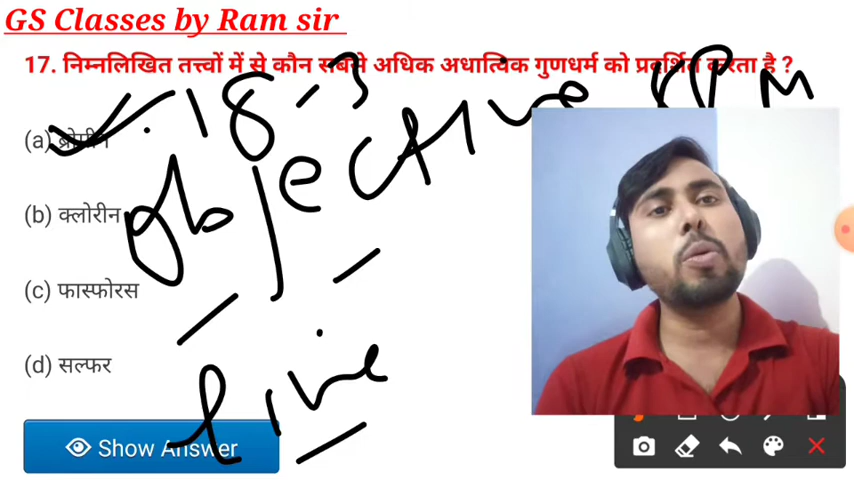 GS Classes by Ram sir
17. निम्नलिखित तत्त्वों में से कौन सबसे अधिक अधात्विक गुणधर्म को प्रदर्शित करता है ?
18-3
(a) ब्रोमीन
objective
(b) क्लोरीन
(c) फास्फोरस
(d) सल्फर
live
Show Answer